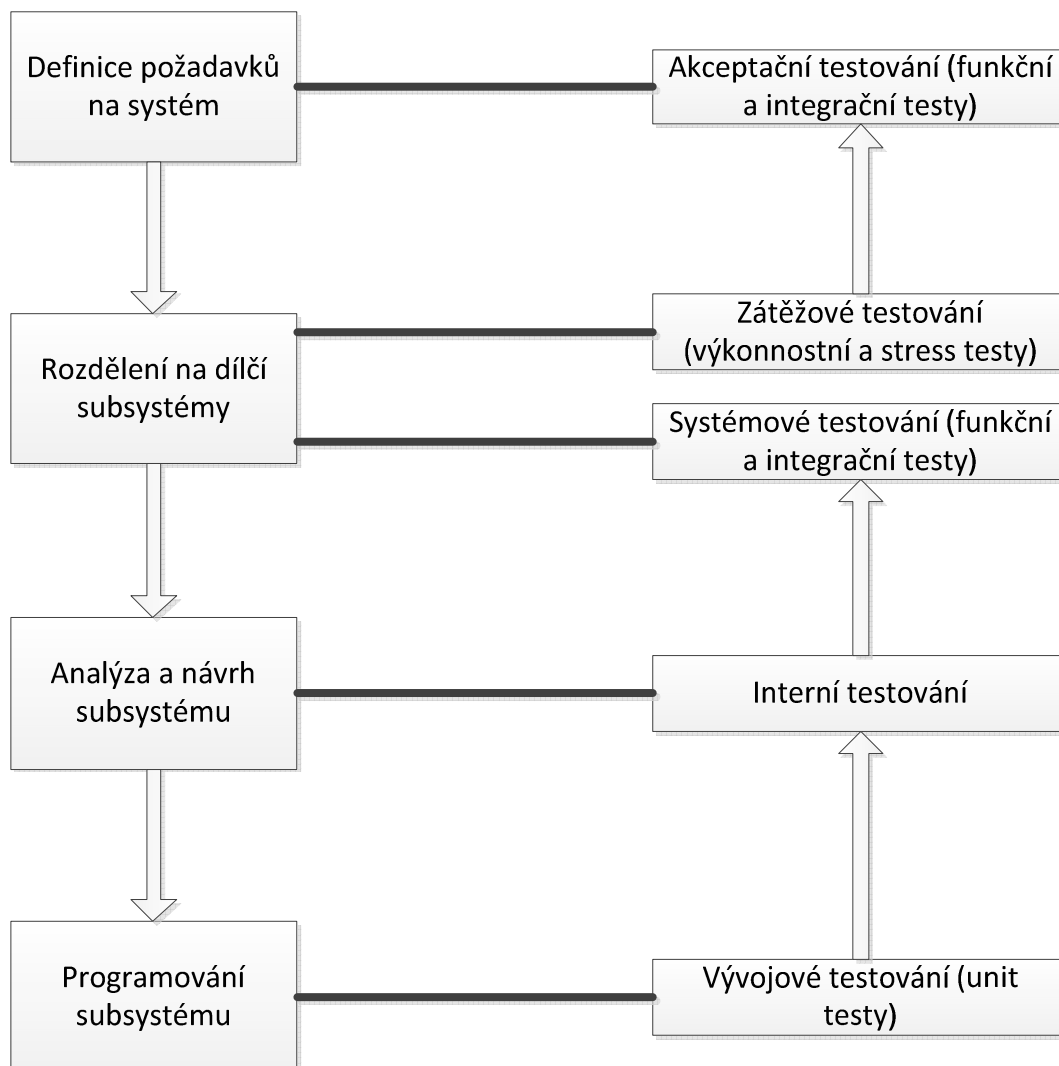 Definice požadavků
na systém
Akceptační testování (funkční
a integrační testy)
Rozdělení na dílčí
subsystémy
Zátěžové testování
(výkonnostní a stress testy)
Systémové testování (funkční
a integrační testy)
Analýza a návrh
subsystému
Interní testování
Programování
subsystému
Vývojové testování (unit
testy)